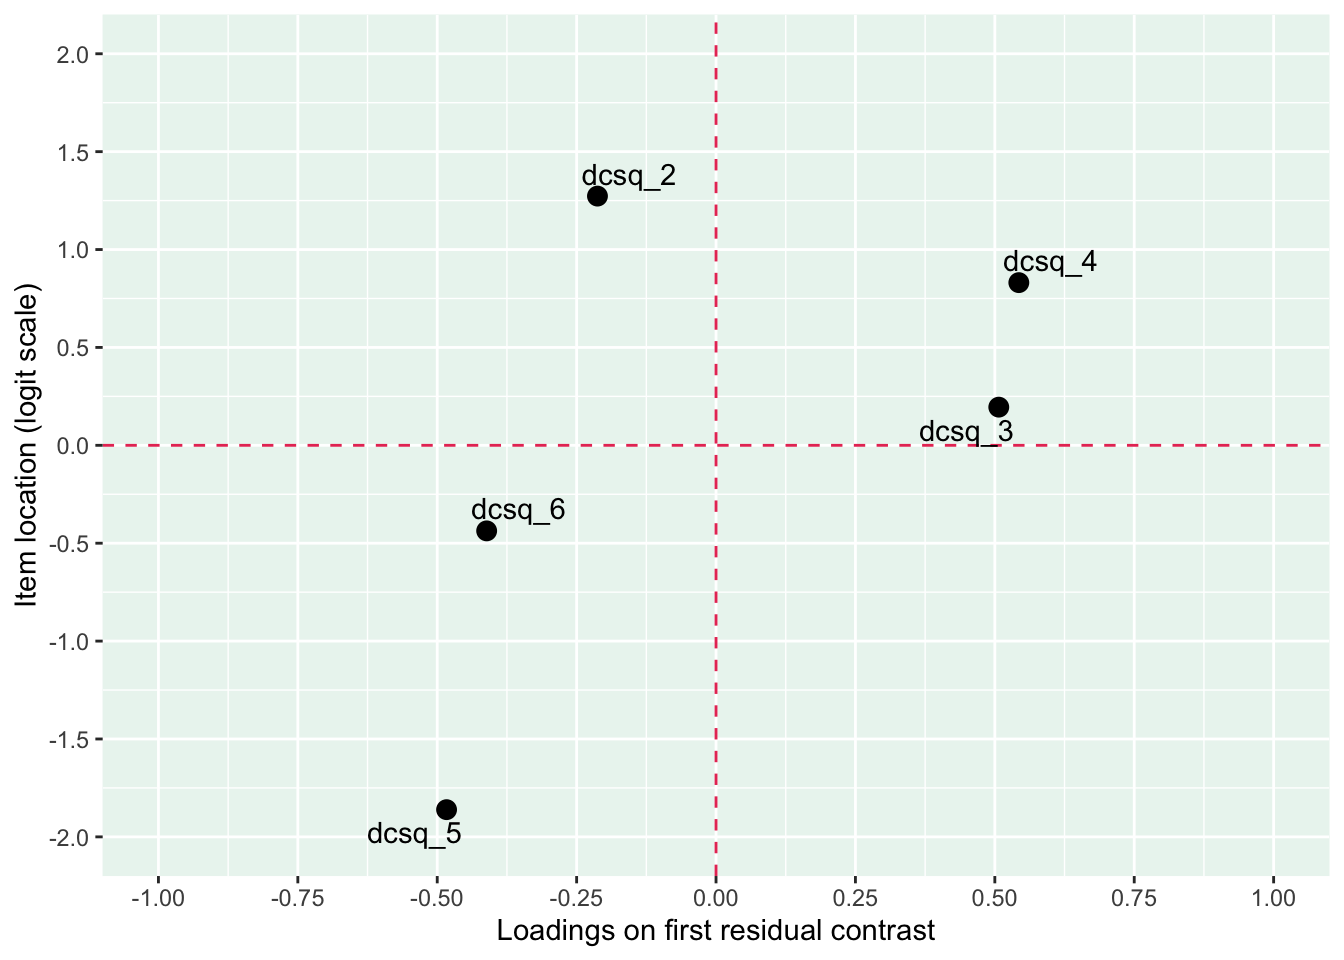 2.0
1.5
1.0
0.5
0.0
-0.5
-1.0
-1.5
-2.0
Item location (logit scale)
dcsq_2
dcsq_4
dcsq_3
dcsq_6
dcsq_5
-1.00 -0.75 -0.50 -0.25 0.00 0.25 0.50 0.75 1.00
Loadings on first residual contrast